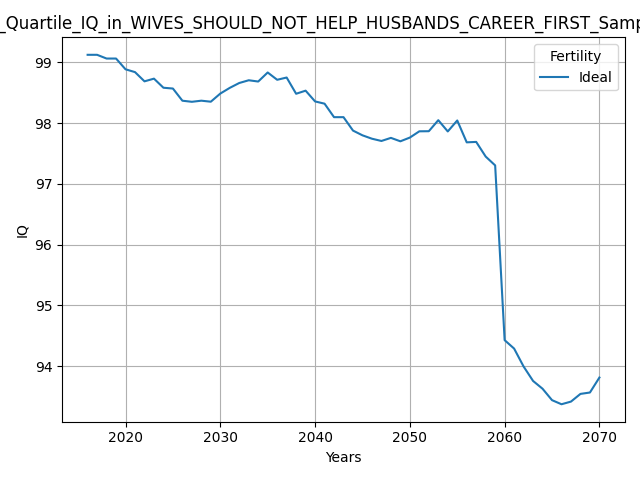 _Quartile_IQ_in_WIVES_SHOULD_NOT_HELP_HUSBANDS_CAREER_FIRST_Samp
Fertility
Ideal
99
98
97
96
95
94
IQ
2020
2030
2040
2050
2060
2070
Years